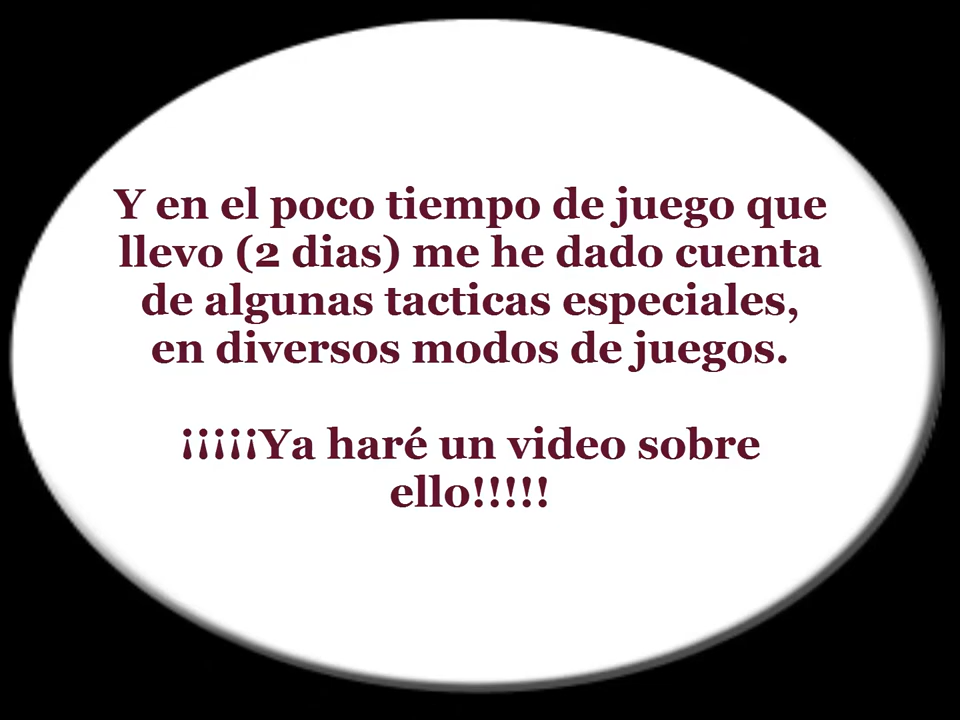 Y en el poco tiempo de juego que
llevo (2 dias) me he dado cuenta
de algunas tacticas especiales,
en diversos modos de juegos.
¡¡¡¡¡Ya haré un video sobre
ello!!!!!